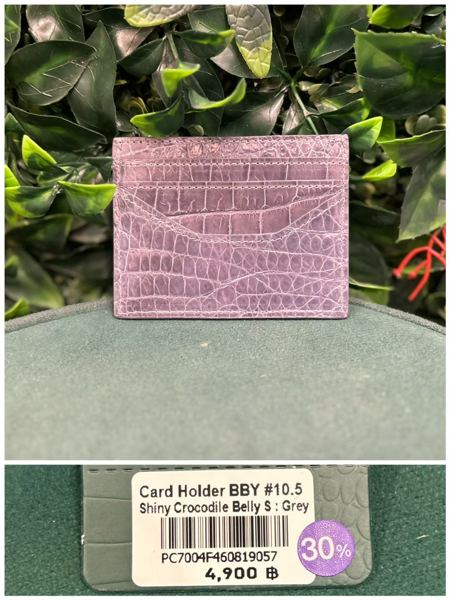 Card Holder BBY #10.5
Shiny Crocodile Belly S : Grey
PC7004F460819057
4,900 ฿
30%